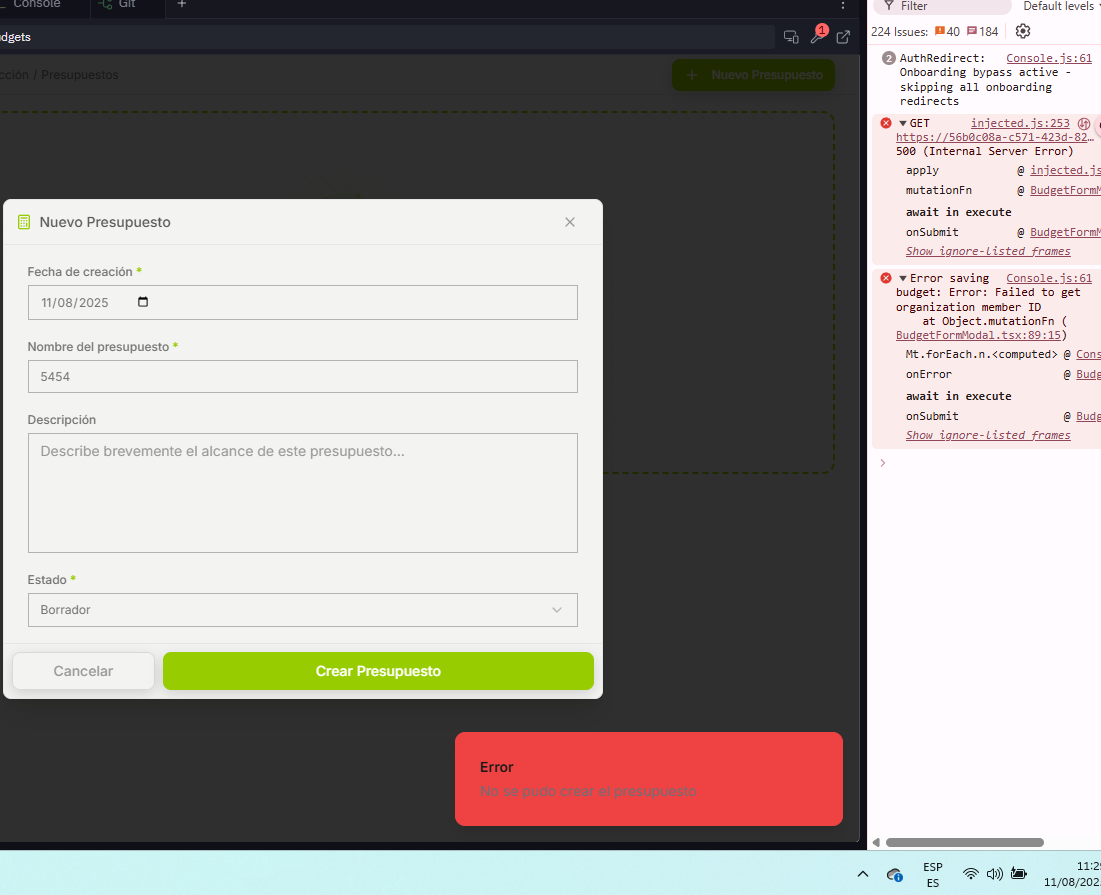 Console
Git
+
dgets
1
cción / Presupuestos
+ Nuevo Presupuesto
Nuevo Presupuesto
Fecha de creación *
11/08/2025
Nombre del presupuesto *
5454
Descripción
Describe brevemente el alcance de este presupuesto...
Estado *
Borrador
Cancelar
Crear Presupuesto
Error
No se pudo crear el presupuesto
Filter
Default levels
224 Issues: 40 184
2 AuthRedirect: Console.js:61
Onboarding bypass active -
skipping all onboarding
redirects
GET injected.js:253
https://56b0c08a-c571-423d-82…
500 (Internal Server Error)
apply @ injected.js
mutationFn @ BudgetFormM
await in execute
onSubmit @ BudgetFormM
Show ignore-listed frames
Error saving Console.js:61
budget: Error: Failed to get
organization member ID
at Object.mutationFn (
BudgetFormModal.tsx:89:15)
Mt.forEach.n.<computed> @ Cons
onError @ Budg
await in execute
onSubmit @ Budg
Show ignore-listed frames
ESP
ES
11:29
11/08/202